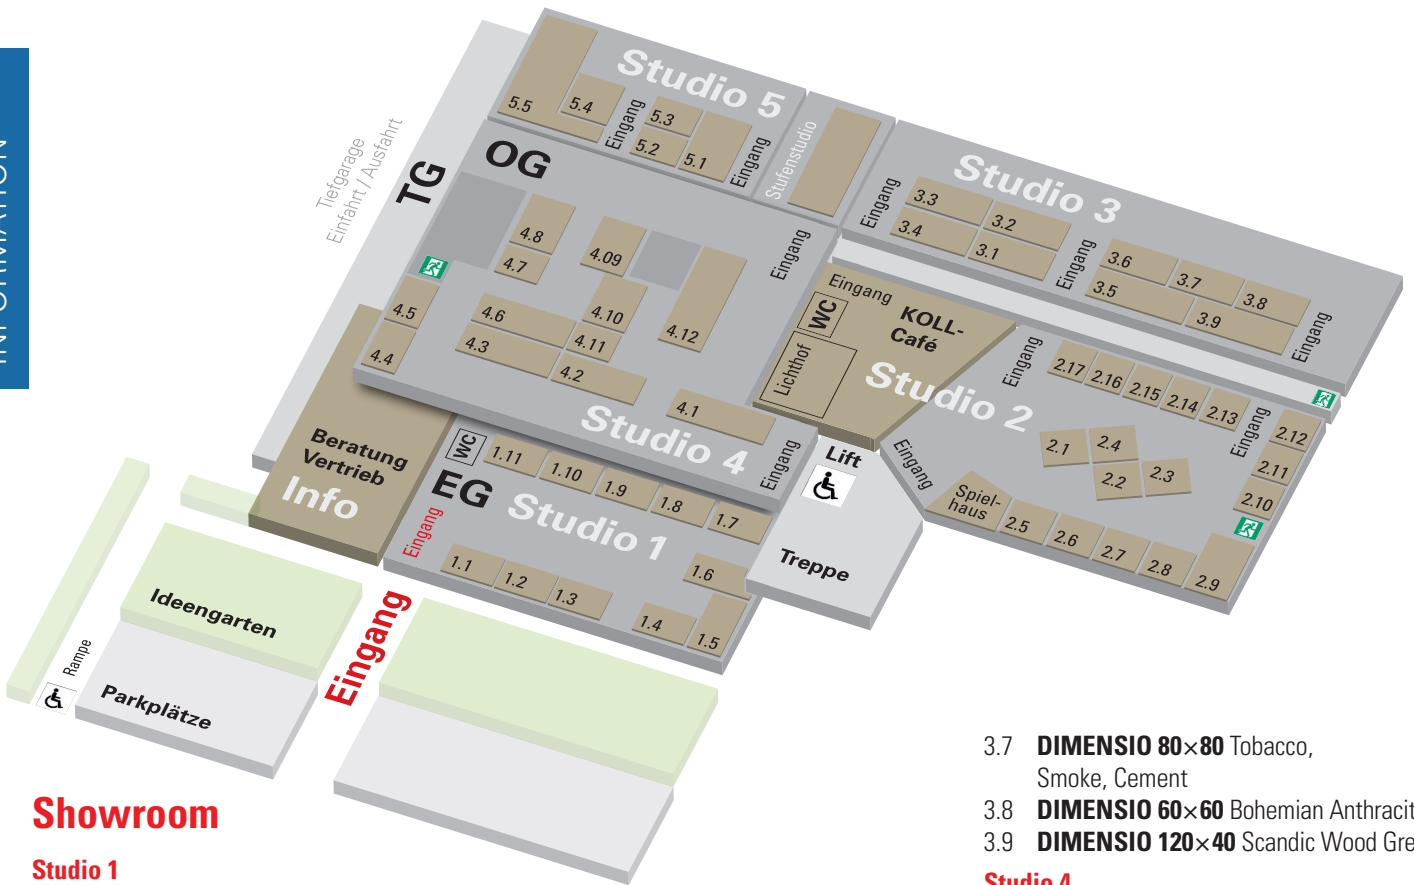 INFORMATION
Studio 5
5.5
5.4
Eingang
5.3
5.2
5.1
Eingang
Stufenstudio
Studio 3
Eingang
3.3
3.2
3.4
3.1
Eingang
3.6
3.7
3.8
3.5
3.9
Eingang
Tiefgarage
Einfahrt / Ausfahrt
TG
OG
4.8
4.7
4.09
4.5
4.4
4.6
4.3
4.10
4.11
4.2
4.12
4.1
Eingang
Studio 4
Eingang
Eingang
WC
KOLL-
Café
Lichthof
Studio 2
Eingang
2.17
2.16
2.15
2.14
2.13
Eingang
2.12
2.11
2.10
2.1
2.4
2.2
2.3
Eingang
Spiel-
haus
2.5
2.6
2.7
2.8
2.9
Lift
Treppe
Beratung
Vertrieb
Info
WC
EG
1.11
1.10
1.9
1.8
1.7
Studio 1
Eingang
1.1
1.2
1.3
1.6
1.4
1.5
Eingang
Ideengarten
Rampe
Parkplätze
Showroom
Studio 1
3.7 DIMENSIO 80×80 Tobacco,
Smoke, Cement
3.8 DIMENSIO 60×60 Bohemian Anthracit
3.9 DIMENSIO 120×40 Scandic Wood Gre
Studio 4